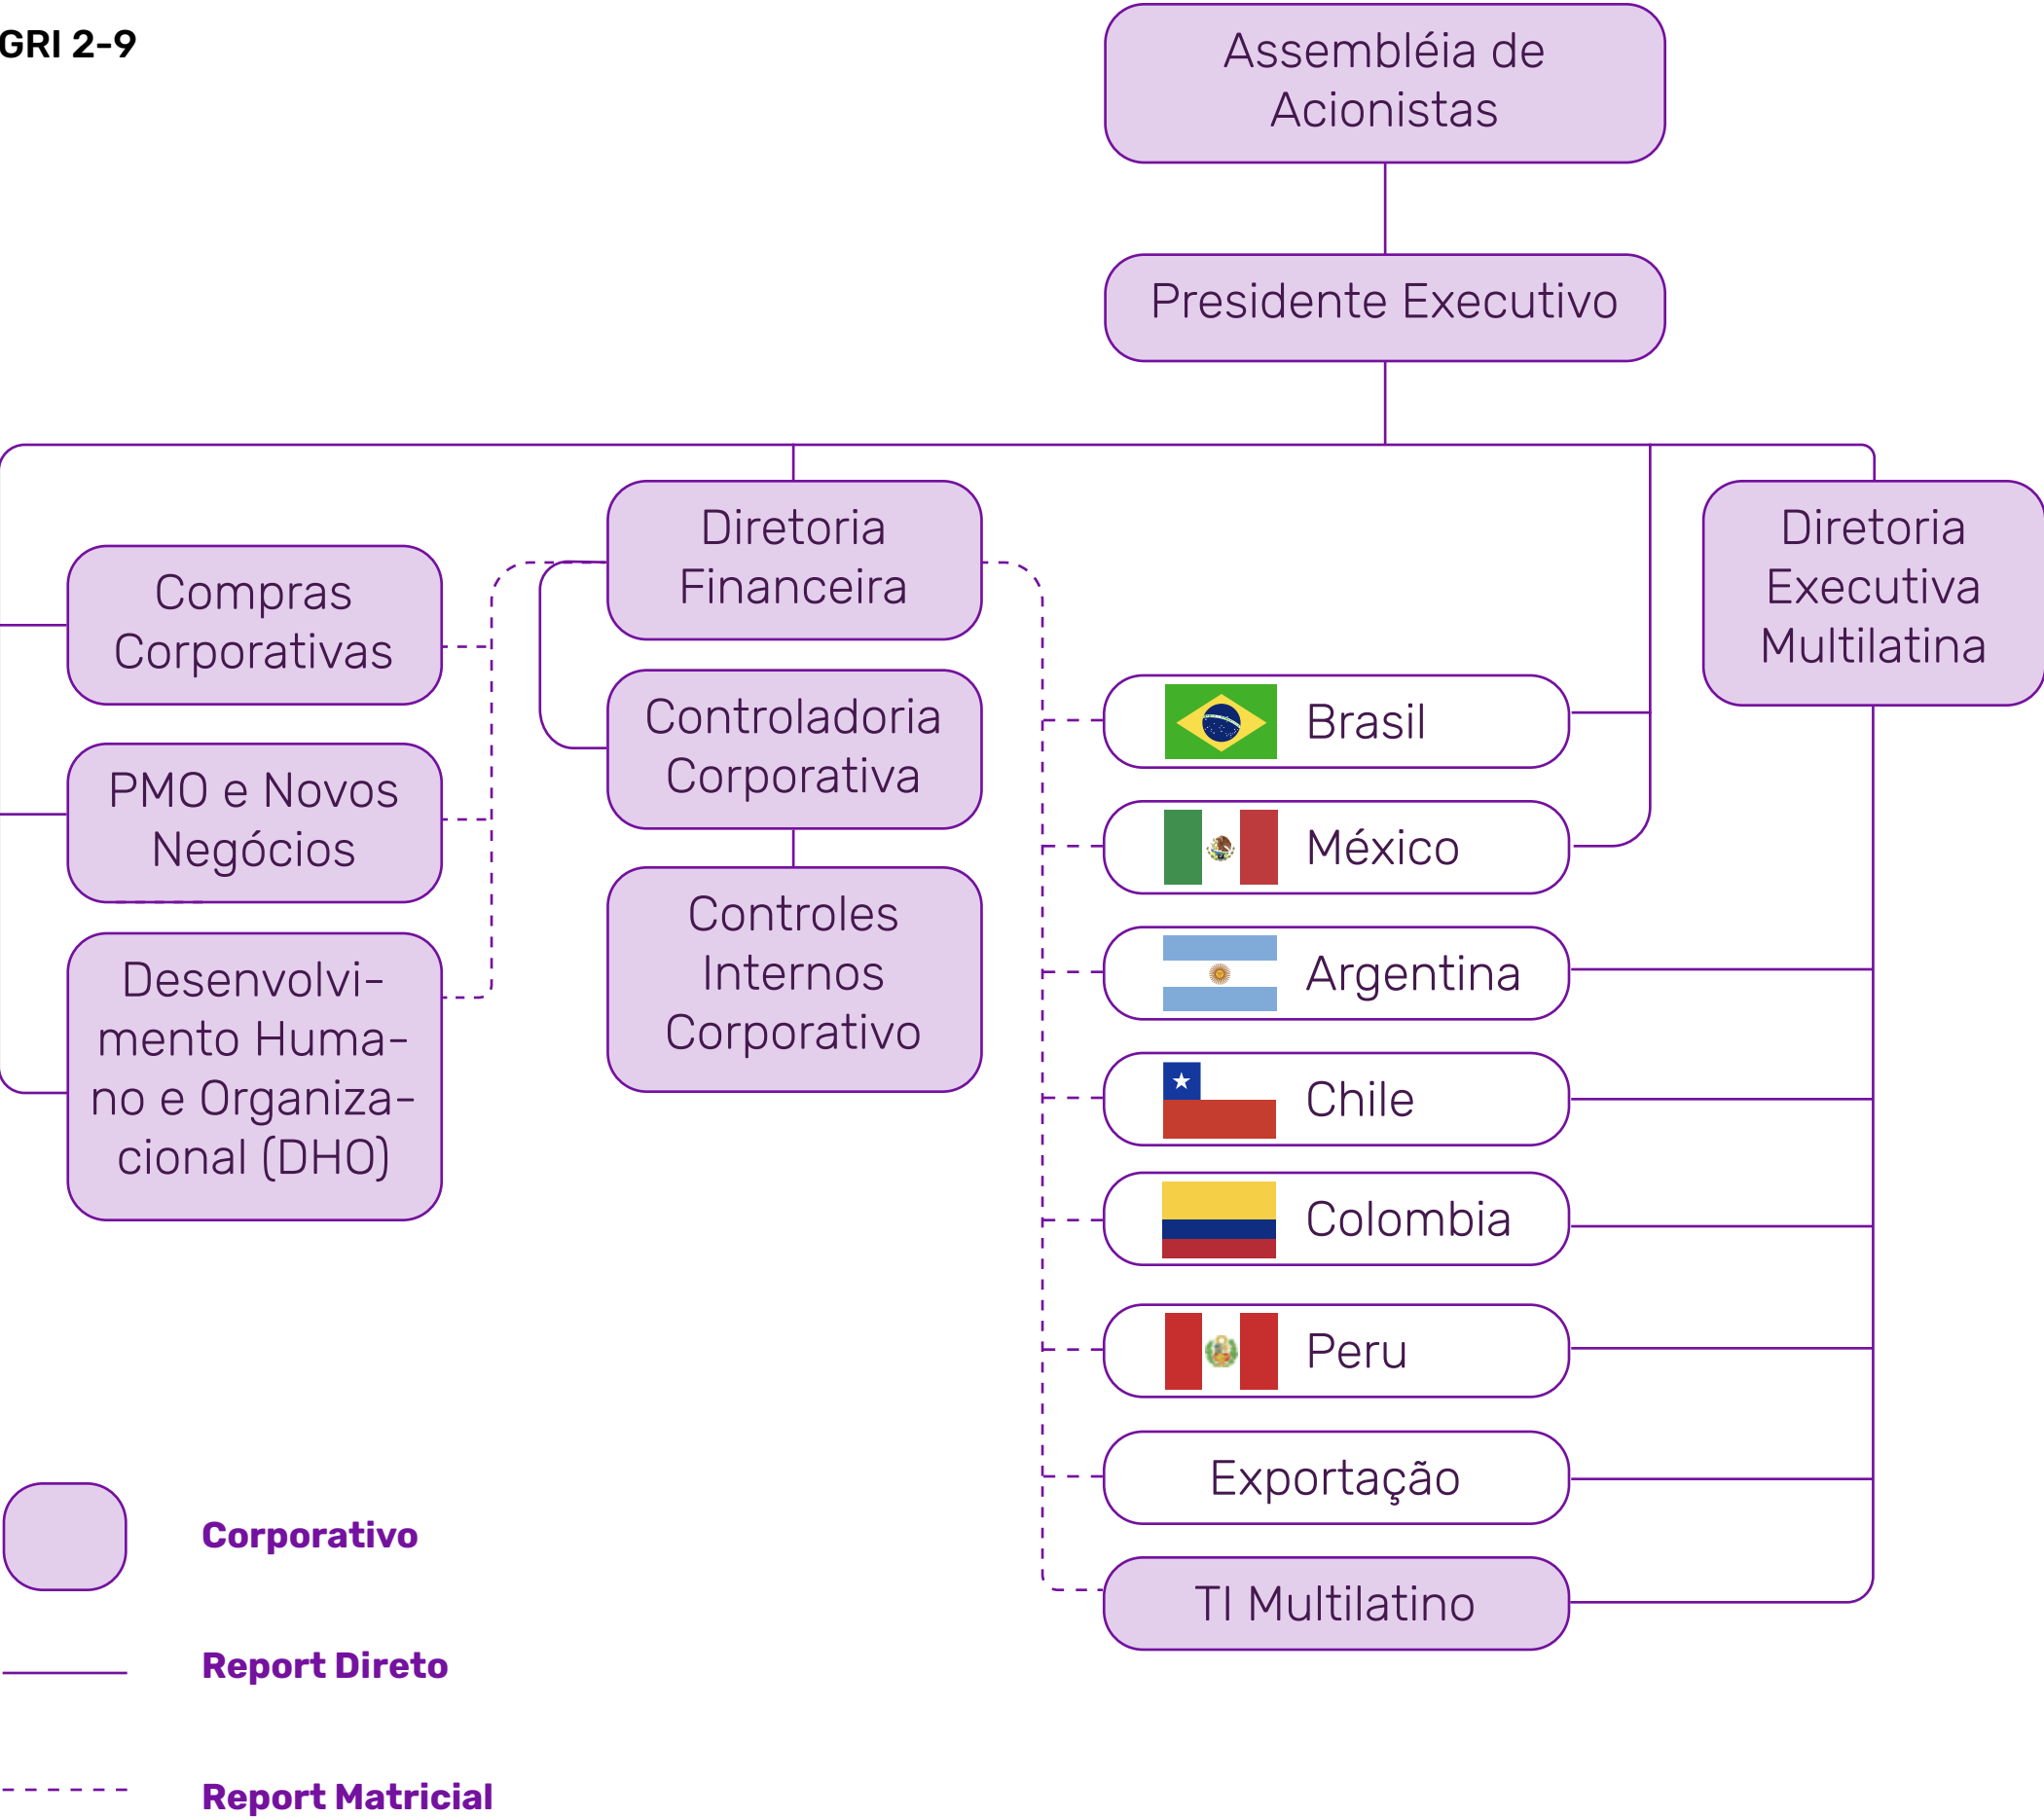 GRI 2-9
Assembléia de
Acionistas
Presidente Executivo
Diretoria
Financeira
Diretoria
Executiva
Multilatina
Compras
Corporativas
PMO e Novos
Negócios
Desenvolvi-
mento Huma-
no e Organiza-
cional (DHO)
Controladoria
Corporativa
Controles
Internos
Corporativo
Brasil
México
Argentina
Chile
Colombia
Peru
Exportação
TI Multilatino
Corporativo
Report Direto
Report Matricial